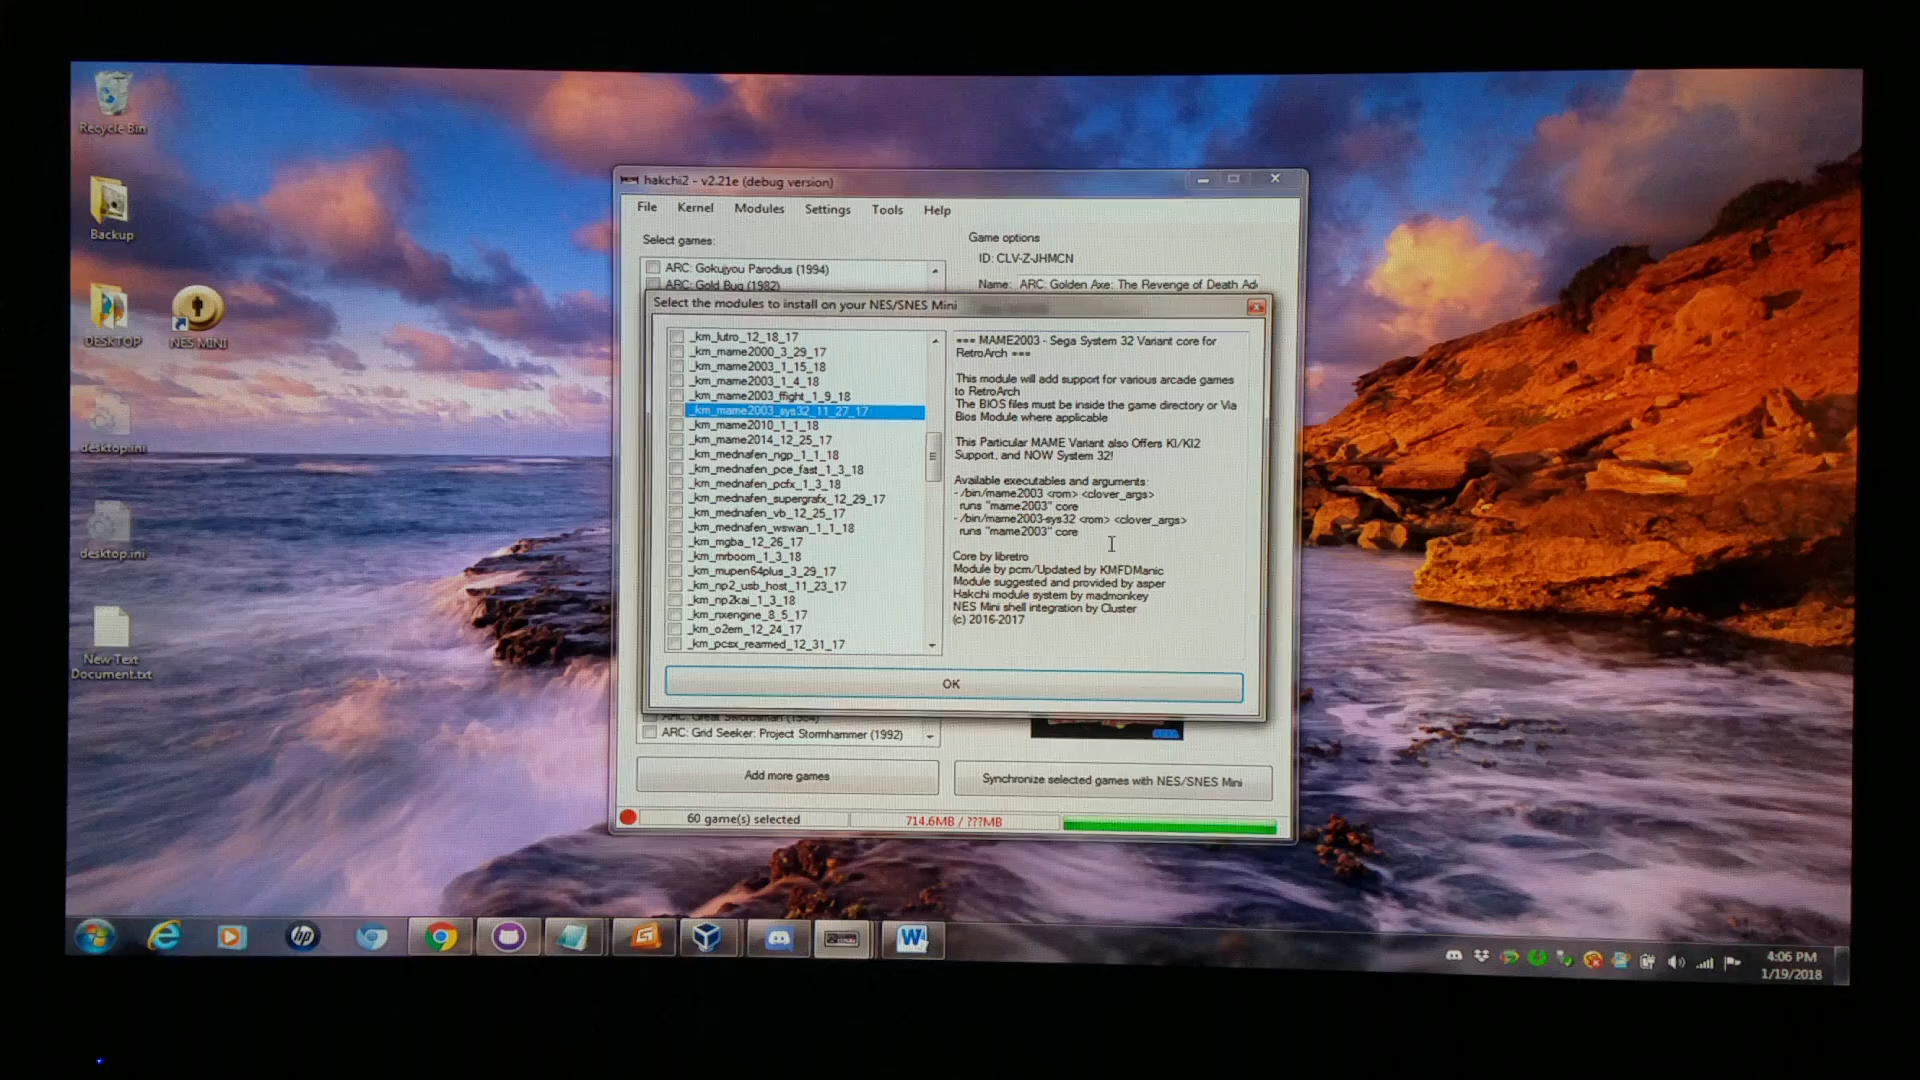 Recycle Bin
Backup
DESKTOP
NES MINI
desktop.ini
desktop.ini
New Text
Document.txt
hakchi2 - v2.21e (debug version)
File Kernel Modules Settings Tools Help
Select games:
ARC: Gokujyou Parodius (1994)
ARC: Gold Bug (1982)
Game options
ID: CLV-Z-JHMCN
Name: ARC: Golden Axe: The Revenge of Death Ad
Select the modules to install on your NES/SNES Mini
_km_lutro_12_18_17
_km_mame2000_3_29_17
_km_mame2003_1_15_18
_km_mame2003_1_4_18
_km_mame2003_ffight_1_9_18
_km_mame2003_sys32_11_27_17
_km_mame2010_1_1_18
_km_mame2014_12_25_17
_km_mednafen_ngp_1_1_18
_km_mednafen_pce_fast_1_3_18
_km_mednafen_pcfx_1_3_18
_km_mednafen_supergrafx_12_29_17
_km_mednafen_vb_12_25_17
_km_mednafen_wswan_1_1_18
_km_mgba_12_26_17
_km_mrboom_1_3_18
_km_mupen64plus_3_29_17
_km_np2_usb_host_11_23_17
_km_np2kai_1_3_18
_km_nxengine_8_5_17
_km_o2em_12_24_17
_km_pcsx_rearmed_12_31_17
=== MAME2003 - Sega System 32 Variant core for
RetroArch ===
This module will add support for various arcade games
to RetroArch
The BIOS files must be inside the game directory or Via
Bios Module where applicable
This Particular MAME Variant also Offers KI/KI2
Support, and NOW System 32!
Available executables and arguments:
- /bin/mame2003 <rom> <clover_args>
runs "mame2003" core
- /bin/mame2003-sys32 <rom> <clover_args>
runs "mame2003" core
Core by libretro
Module by pcm/Updated by KMFDManic
Module suggested and provided by asper
Hakchi module system by madmonkey
NES Mini shell integration by Cluster
(c) 2016-2017
OK
ARC: Great Swordsman (1984)
ARC: Grid Seeker: Project Stormhammer (1992)
SEGA
Add more games
Synchronize selected games with NES/SNES Mini
60 game(s) selected
714.6MB / ???MB
hp
W
4:06 PM
1/19/2018